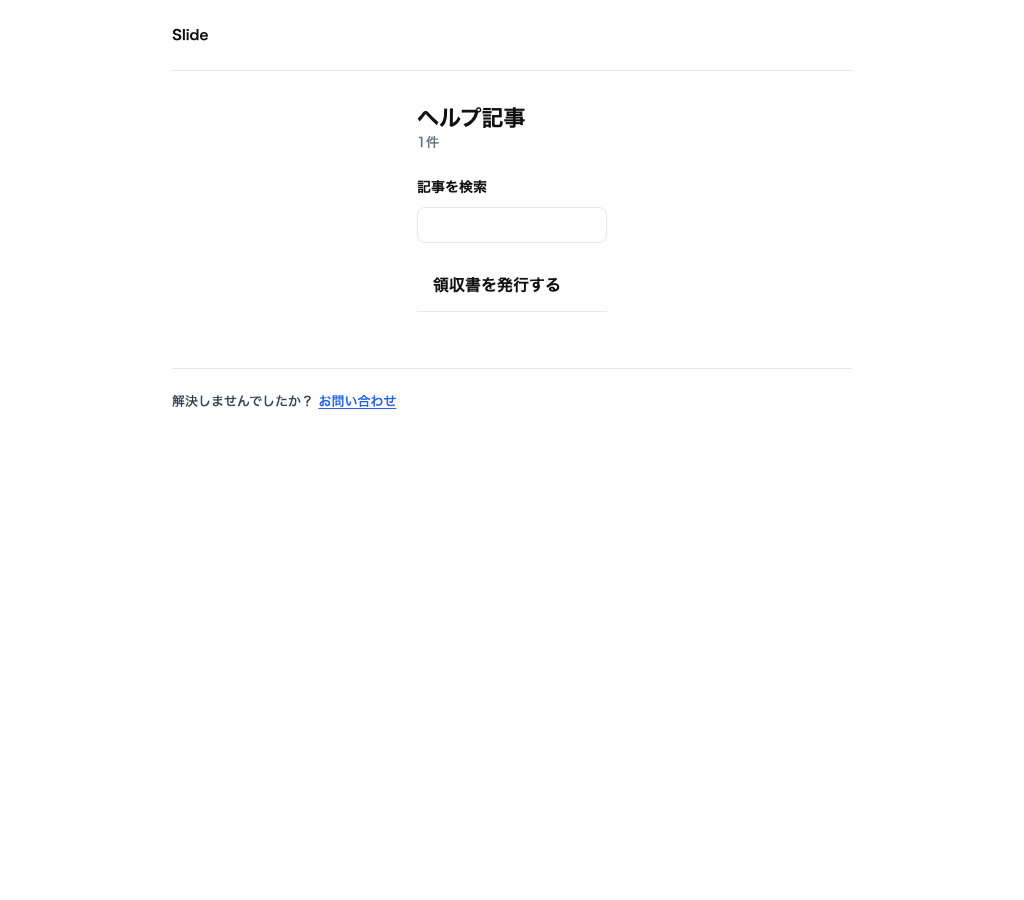 Slide
ヘルプ記事
1件
記事を検索
領収書を発行する
解決しませんでしたか？ お問い合わせ